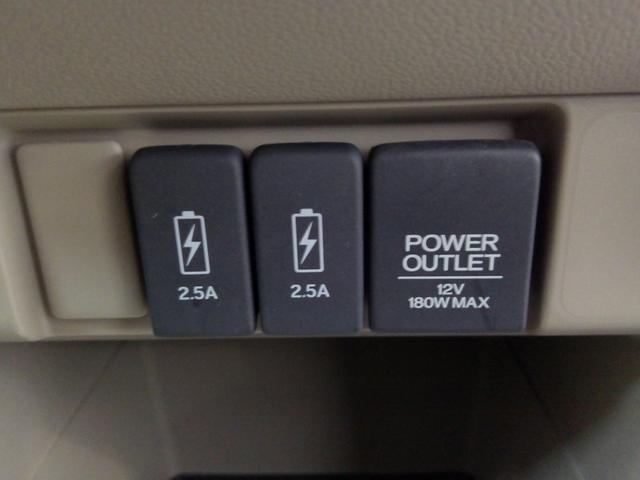 2.5A
2.5A
POWER
OUTLET
12V
180W MAX